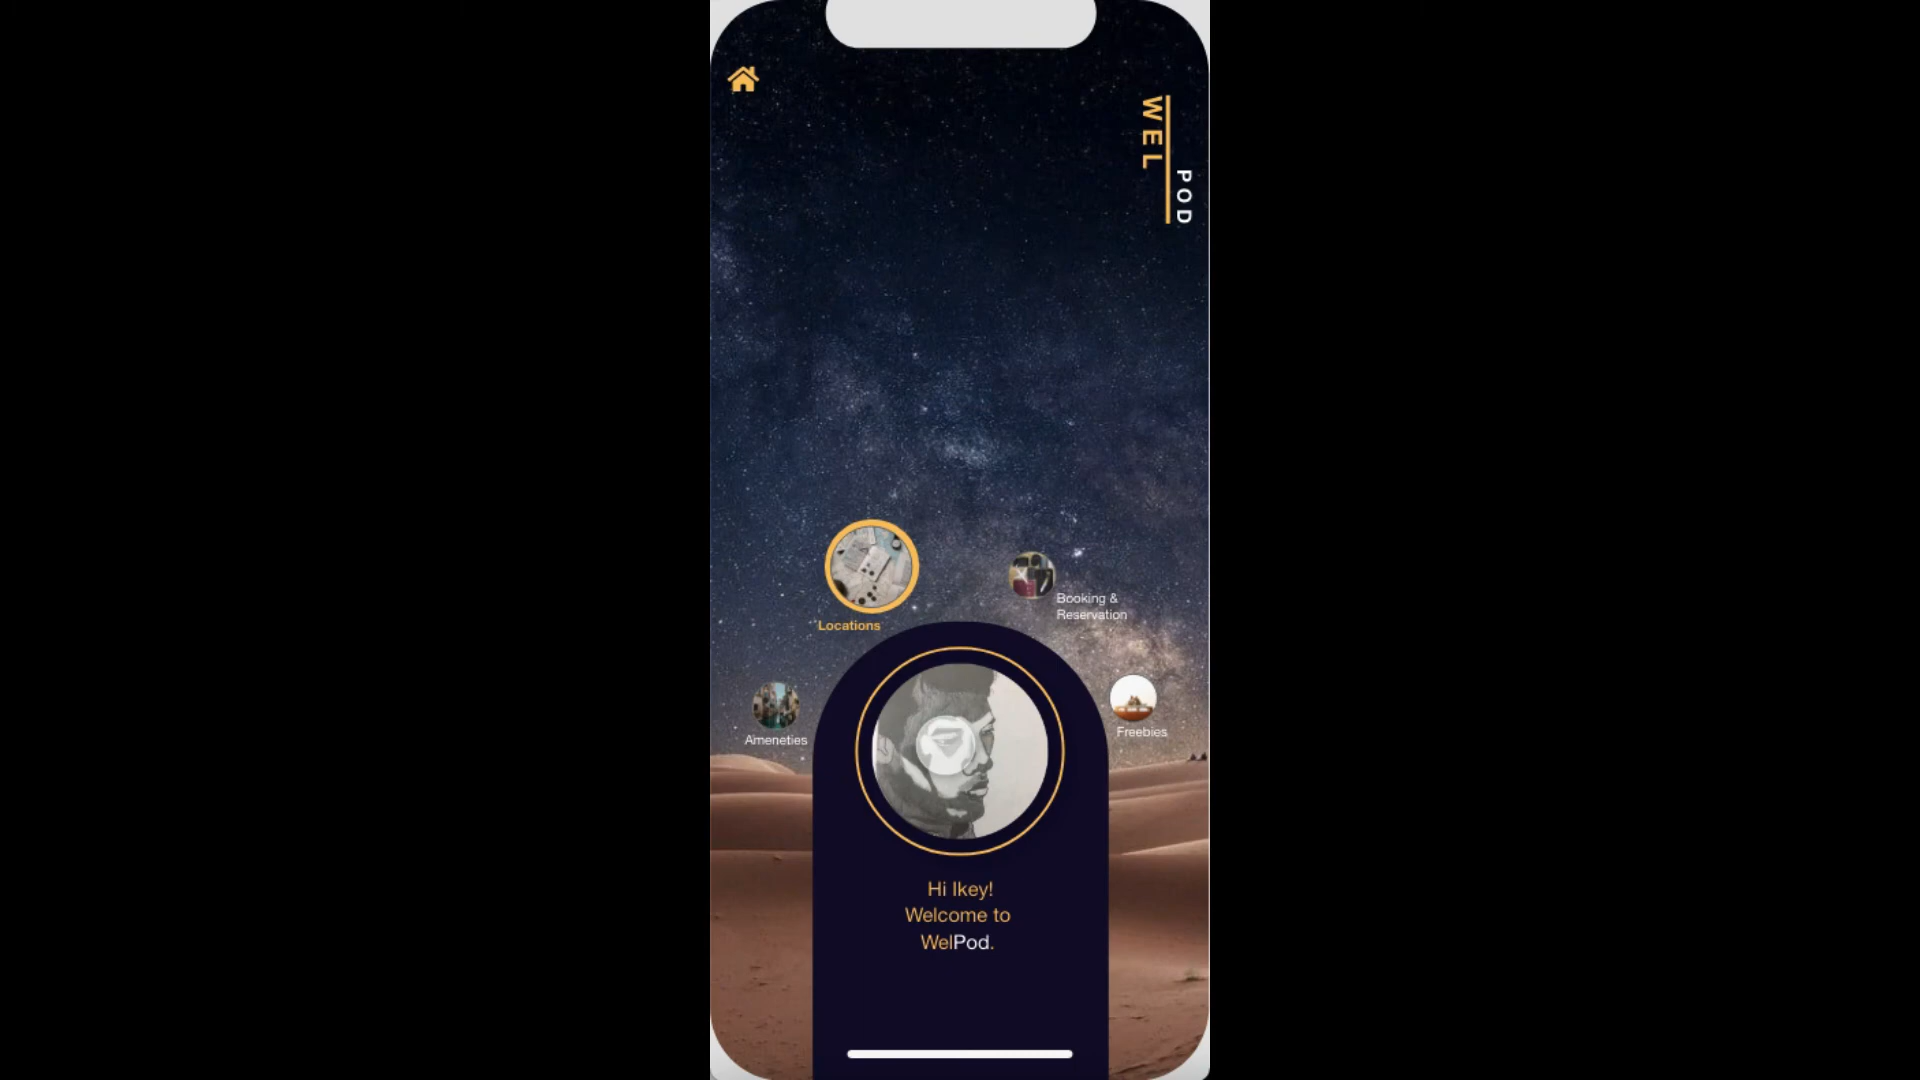 WEL
POD
Locations
Booking &
Reservation
Ameneties
Freebies
Hi Ikey!
Welcome to
WelPod.